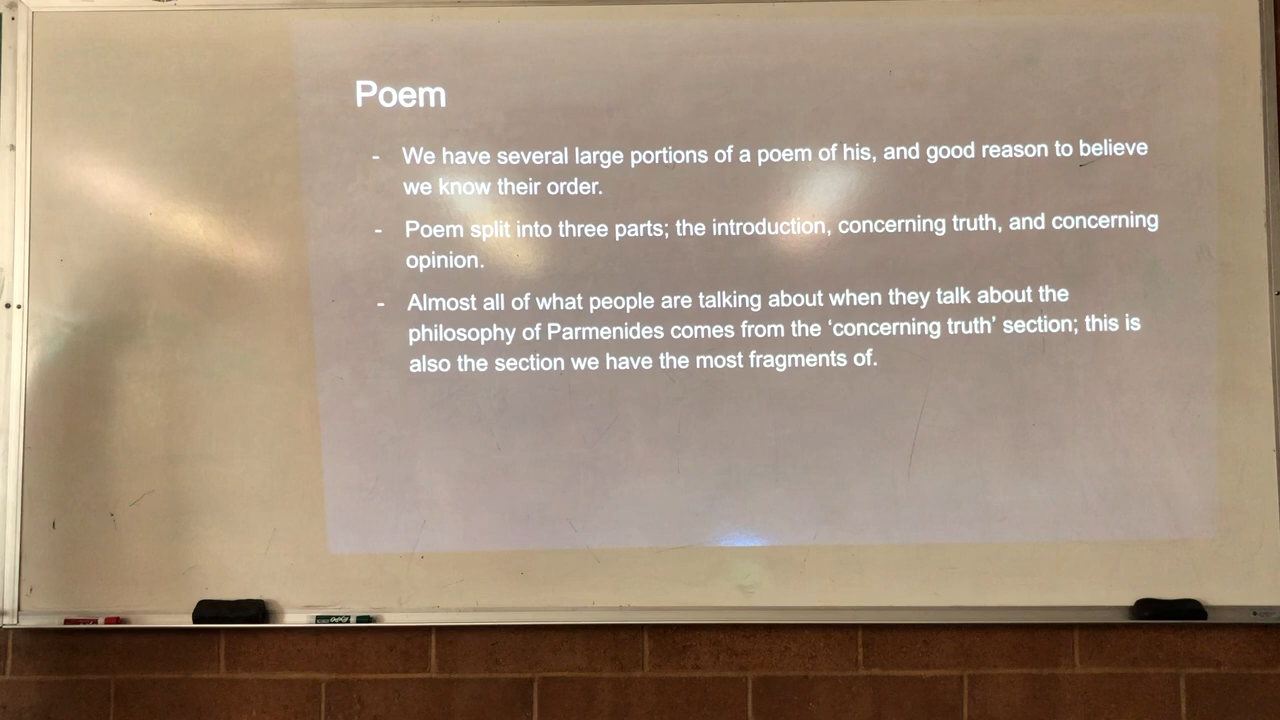 Poem
- We have several large portions of a poem of his, and good reason to believe
we know their order.
- Poem split into three parts; the introduction, concerning truth, and concerning
opinion.
- Almost all of what people are talking about when they talk about the
philosophy of Parmenides comes from the ‘concerning truth’ section; this is
also the section we have the most fragments of.